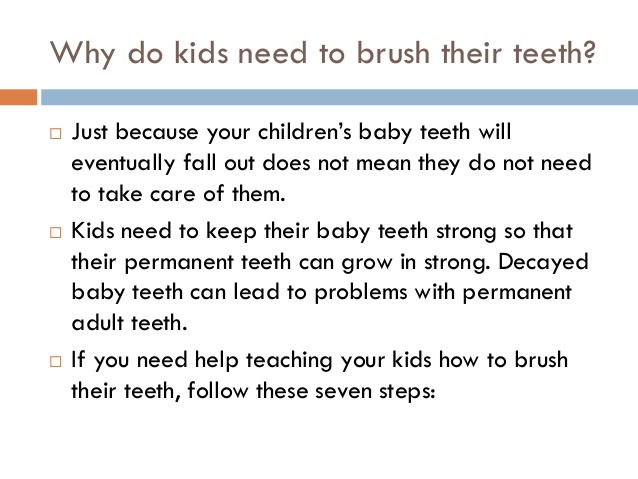 Why do kids need to brush their teeth?
Just because your children’s baby teeth will
eventually fall out does not mean they do not need
to take care of them.
Kids need to keep their baby teeth strong so that
their permanent teeth can grow in strong. Decayed
baby teeth can lead to problems with permanent
adult teeth.
If you need help teaching your kids how to brush
their teeth, follow these seven steps: